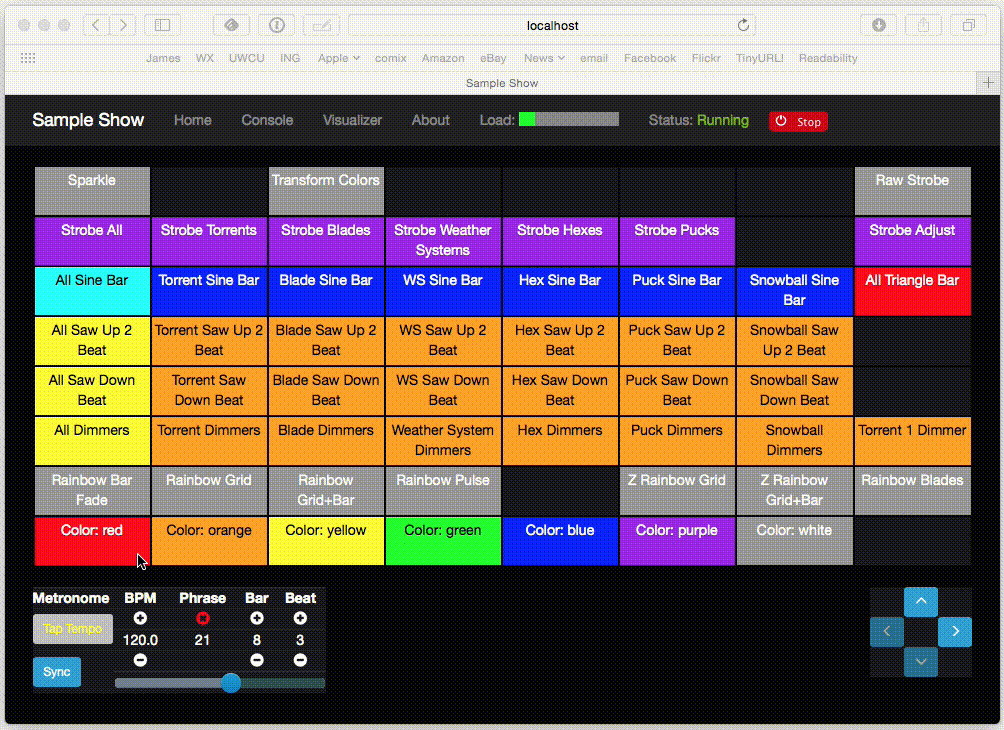 localhost
James WX UWCU ING Apple comix Amazon eBay News email Facebook Flickr TinyURL! Readability
Sample Show
Sample Show Home Console Visualizer About Load: Status: Running Stop
Sparkle Transform Colors Raw Strobe
Strobe All Strobe Torrents Strobe Blades Strobe Weather Strobe Hexes Strobe Pucks Strobe Adjust
Systems
All Sine Bar Torrent Sine Bar Blade Sine Bar WS Sine Bar Hex Sine Bar Puck Sine Bar Snowball Sine All Triangle Bar
Bar
All Saw Up 2 Torrent Saw Up 2 Blade Saw Up 2 WS Saw Up 2 Hex Saw Up 2 Puck Saw Up 2 Snowball Saw
Beat Beat Beat Beat Beat Beat Up 2 Beat
All Saw Down Torrent Saw Blade Saw Down WS Saw Down Hex Saw Down Puck Saw Down Snowball Saw
Beat Down Beat Beat Beat Beat Beat Down Beat
All Dimmers Torrent Dimmers Blade Dimmers Weather System Hex Dimmers Puck Dimmers Snowball Torrent 1 Dimmer
Dimmers Dimmers
Rainbow Bar Rainbow Grid Rainbow Rainbow Pulse Z Rainbow Grid Z Rainbow Rainbow Blades
Fade Grid+Bar Grid+Bar
Color: red Color: orange Color: yellow Color: green Color: blue Color: purple Color: white
Metronome BPM Phrase Bar Beat
Tap Tempo
120.0 21 8 3
Sync